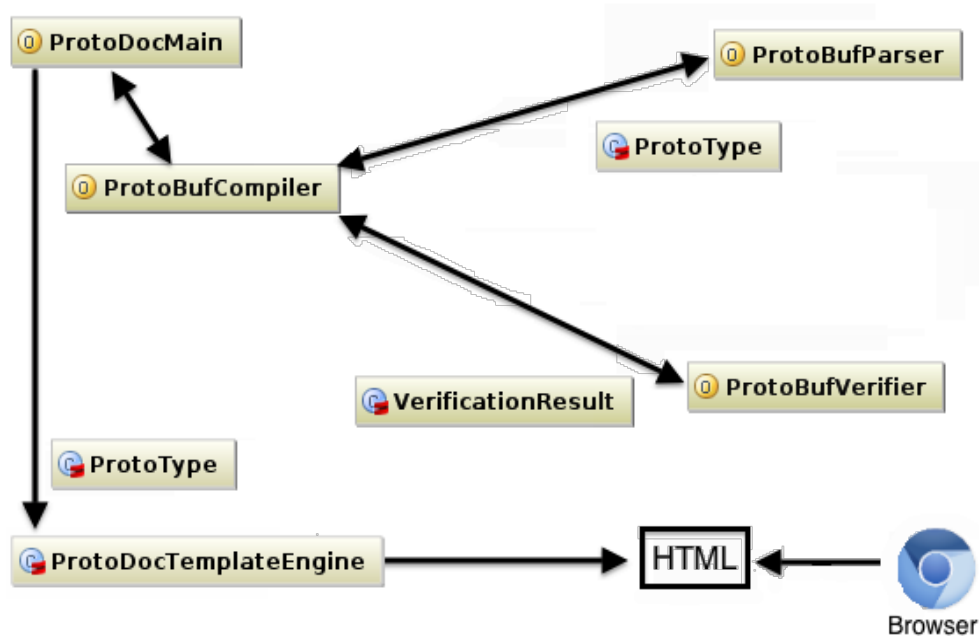 ProtoDocMain
ProtoBufParser
ProtoType
ProtoBufCompiler
ProtoBufVerifier
VerificationResult
ProtoType
ProtoDocTemplateEngine
HTML
Browser